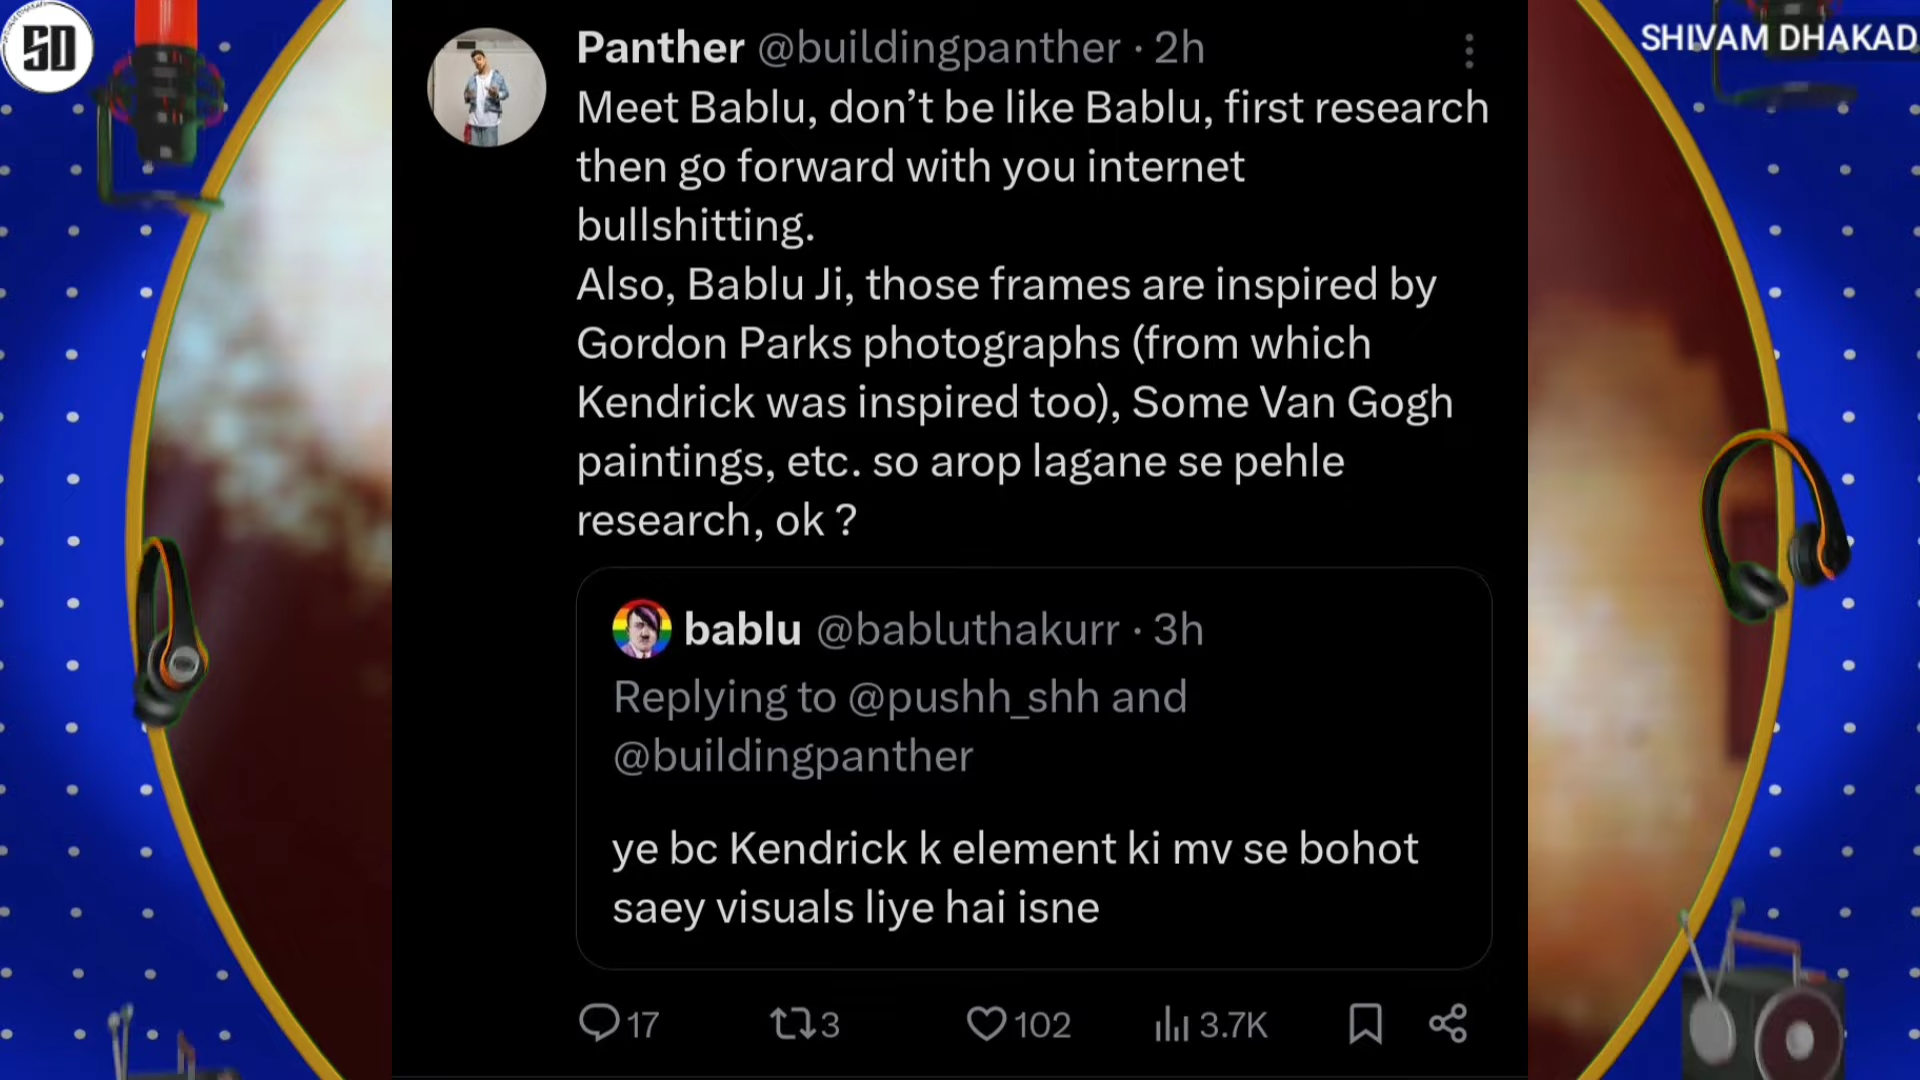 SD
SHIVAM DHAKAD
Panther @buildingpanther · 2h
Meet Bablu, don’t be like Bablu, first research
then go forward with you internet
bullshitting.
Also, Bablu Ji, those frames are inspired by
Gordon Parks photographs (from which
Kendrick was inspired too), Some Van Gogh
paintings, etc. so arop lagane se pehle
research, ok ?
bablu @babluthakurr · 3h
Replying to @pushh_shh and
@buildingpanther
ye bc Kendrick k element ki mv se bohot
saey visuals liye hai isne
17 3 102 3.7K